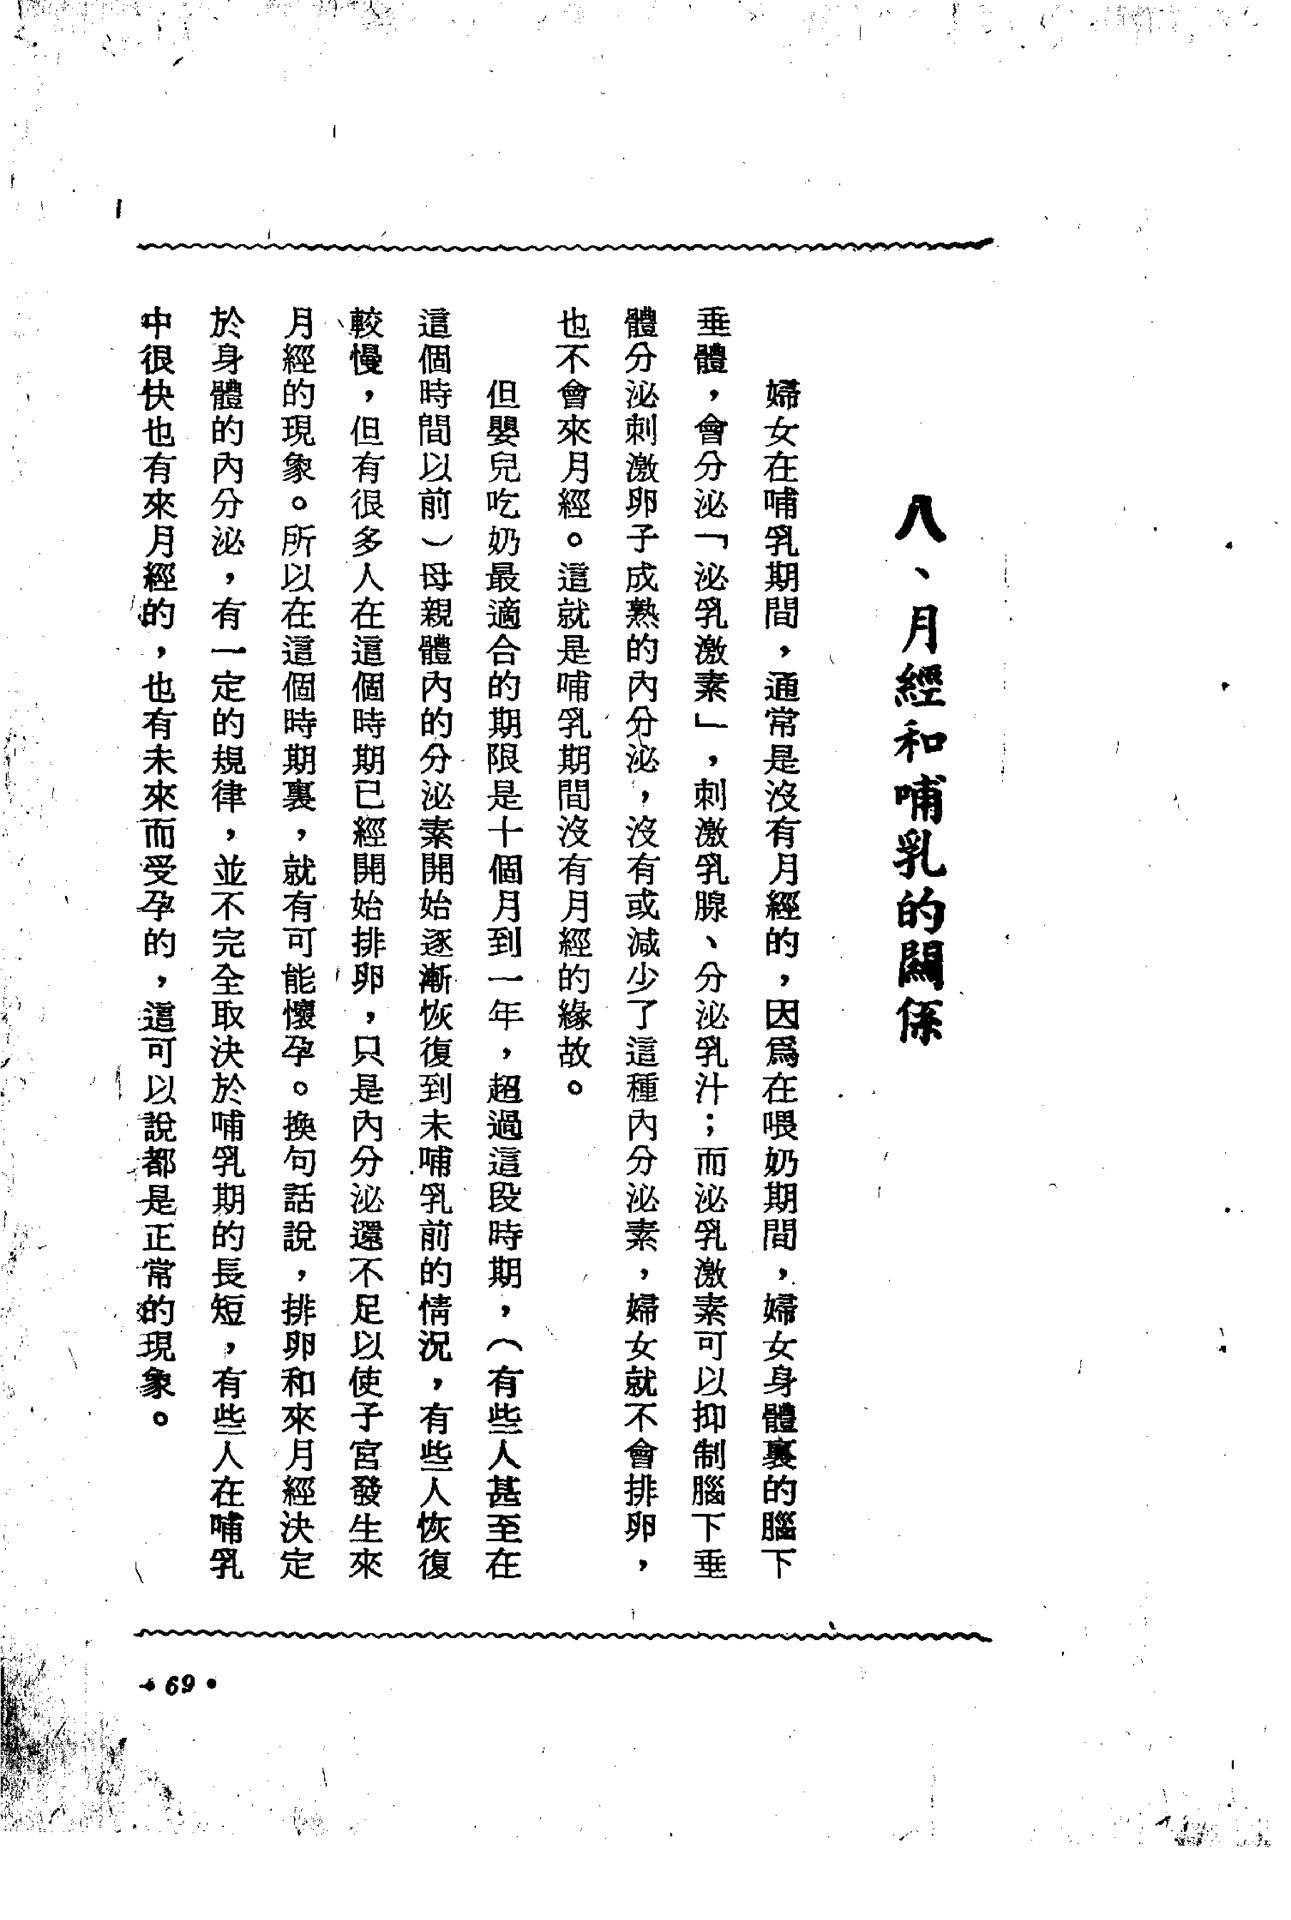 八、月經和哺乳的關係
婦女在哺乳期間，通常是沒有月經的，因爲在喂奶期間，婦女身體裏的腦下
垂體，會分泌「泌乳激素」，刺激乳腺、分泌乳汁；而泌乳激素可以抑制腦下垂
體分泌刺激卵子成熟的內分泌，沒有或減少了這種內分泌素，婦女就不會排卵，
也不會來月經。這就是哺乳期間沒有月經的緣故。
但嬰兒吃奶最適合的期限是十個月到一年，超過這段時期，（有些人甚至在
這個時間以前）母親體內的分泌素開始逐漸恢復到未哺乳前的情況，有些人恢復
較慢，但有很多人在這個時期已經開始排卵，只是內分泌還不足以使子宮發生來
月經的現象。所以在這個時期裏，就有可能懷孕。換句話說，排卵和來月經決定
於身體的內分泌，有一定的規律，並不完全取決於哺乳期的長短，有些人在哺乳
中很快也有來月經的，也有未來而受孕的，這可以說都是正常的現象。
•69•